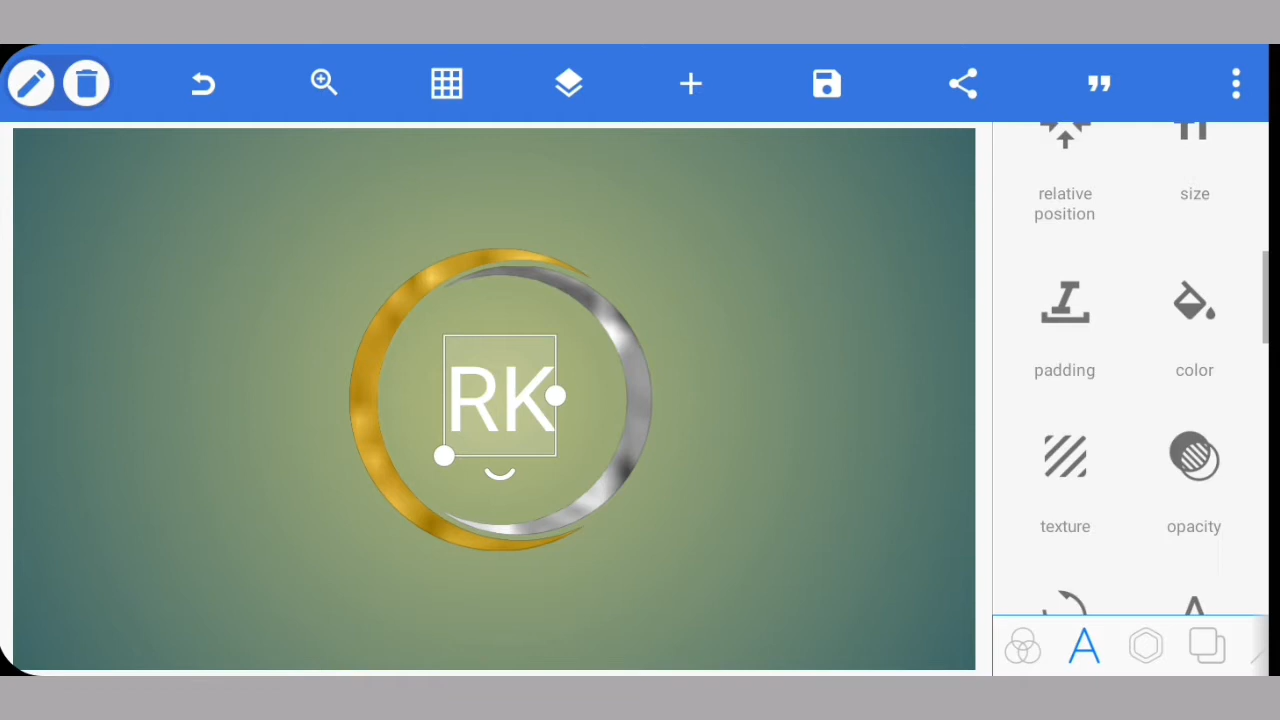 relative
position
size
RK
padding
color
texture
opacity